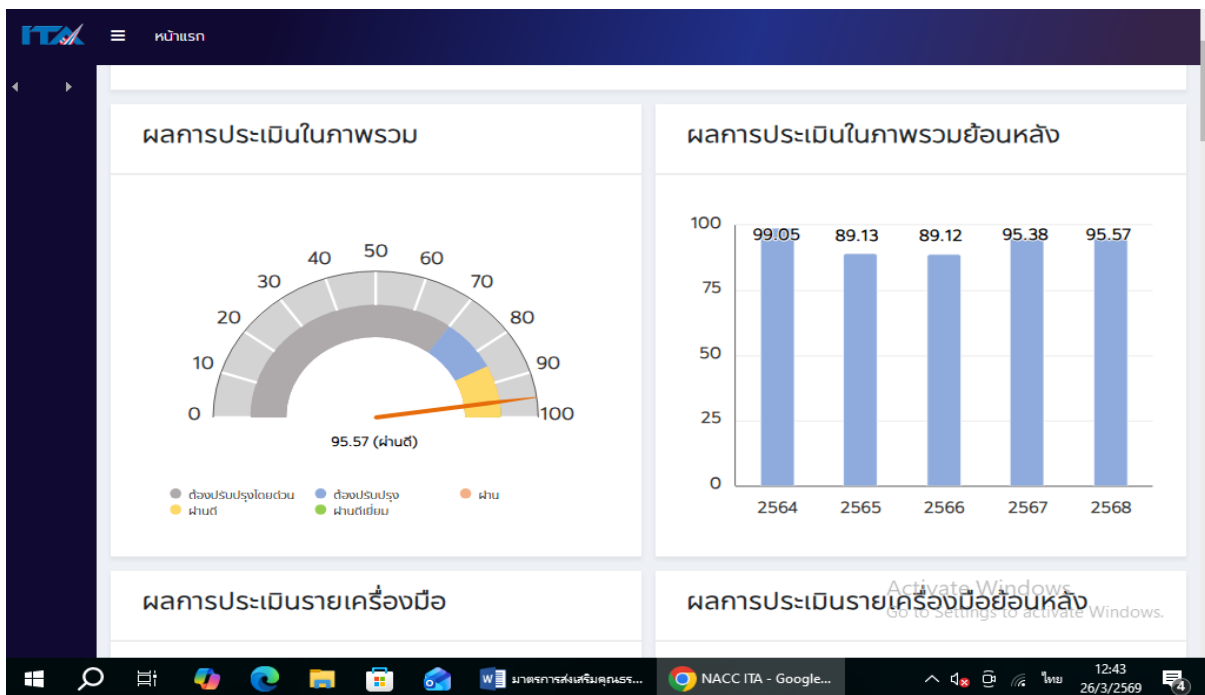 ITA
หน้าแรก
ผลการประเมินในภาพรวม
0
10
20
30
40
50
60
70
80
90
100
95.57 (ผ่านดี)
ต้องปรับปรุงโดยด่วน
ต้องปรับปรุง
ผ่าน
ผ่านดี
ผ่านดีเยี่ยม
ผลการประเมินในภาพรวมย้อนหลัง
100
75
50
25
0
99.05 89.13 89.12 95.38 95.57
2564 2565 2566 2567 2568
ผลการประเมินรายเครื่องมือ
ผลการประเมินรายเครื่องมือย้อนหลัง
Activate Windows
Go to Settings to activate Windows.
มาตรการส่งเสริมคุณธร...
NACC ITA - Google...
ไทย
12:43
26/3/2569
4